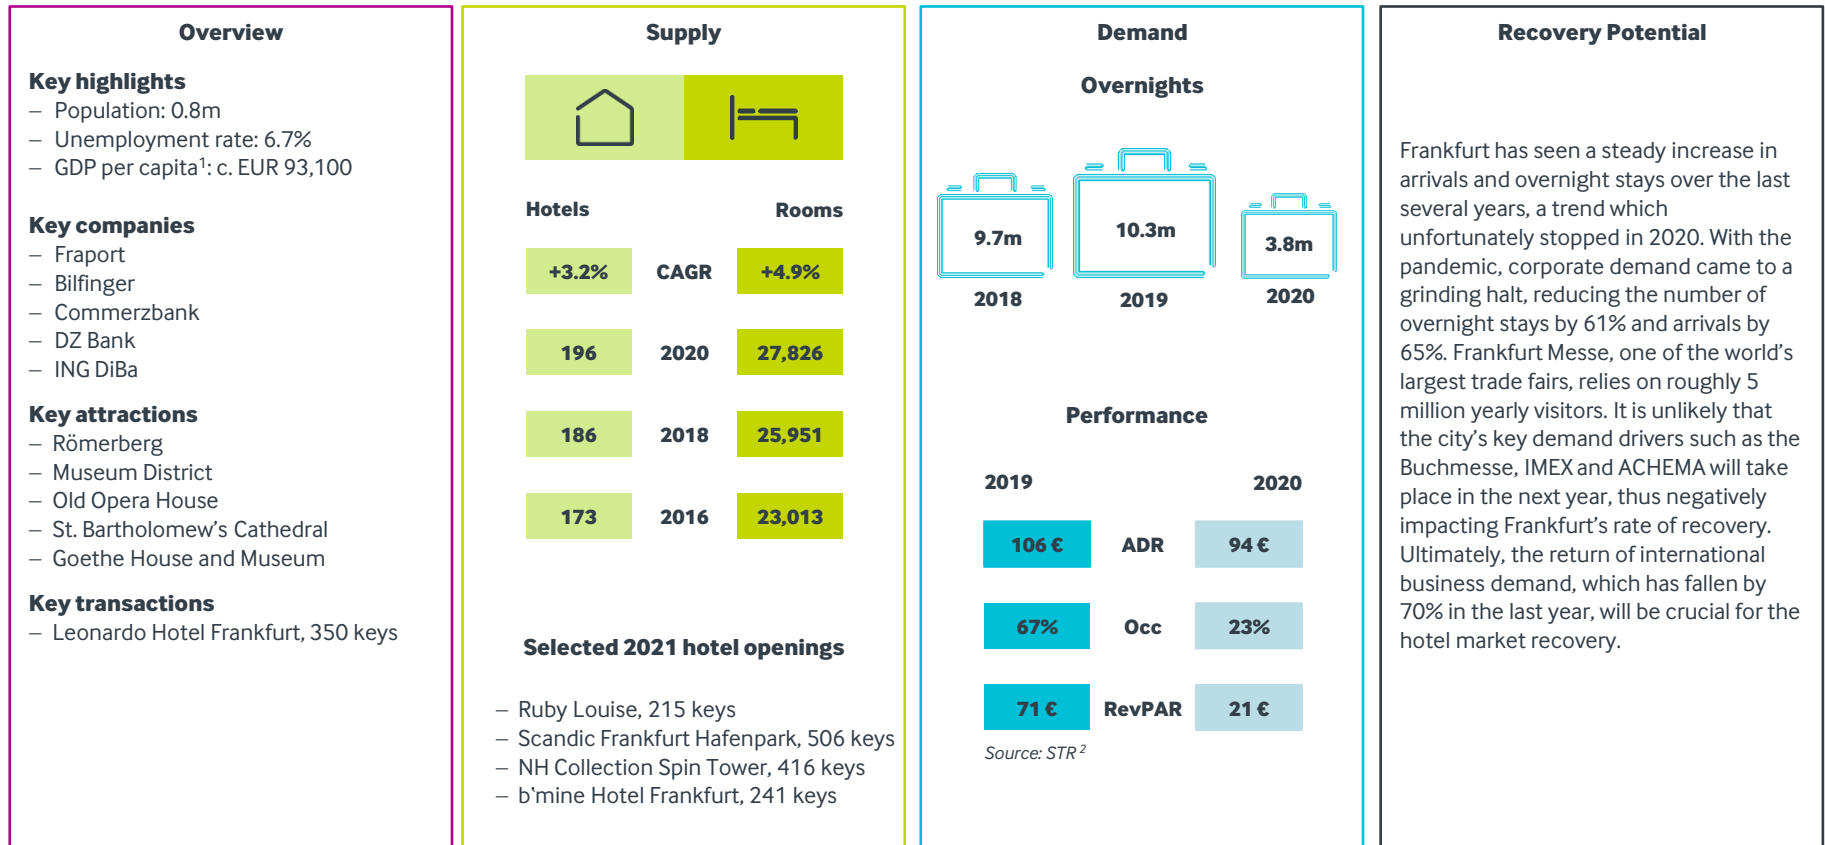 Overview
Key highlights
– Population: 0.8m
– Unemployment rate: 6.7%
– GDP per capita¹: c. EUR 93,100
Key companies
– Fraport
– Bilfinger
– Commerzbank
– DZ Bank
– ING DiBa
Key attractions
– Römerberg
– Museum District
– Old Opera House
– St. Bartholomew's Cathedral
– Goethe House and Museum
Key transactions
– Leonardo Hotel Frankfurt, 350 keys
Supply
Hotels Rooms
+3.2% CAGR +4.9%
196 2020 27,826
186 2018 25,951
173 2016 23,013
Selected 2021 hotel openings
– Ruby Louise, 215 keys
– Scandic Frankfurt Hafenpark, 506 keys
– NH Collection Spin Tower, 416 keys
– b‛mine Hotel Frankfurt, 241 keys
Demand
Overnights
9.7m 10.3m 3.8m
2018 2019 2020
Performance
2019 2020
106 € ADR 94 €
67% Occ 23%
71 € RevPAR 21 €
Source: STR ²
Recovery Potential
Frankfurt has seen a steady increase in
arrivals and overnight stays over the last
several years, a trend which
unfortunately stopped in 2020. With the
pandemic, corporate demand came to a
grinding halt, reducing the number of
overnight stays by 61% and arrivals by
65%. Frankfurt Messe, one of the world's
largest trade fairs, relies on roughly 5
million yearly visitors. It is unlikely that
the city's key demand drivers such as the
Buchmesse, IMEX and ACHEMA will take
place in the next year, thus negatively
impacting Frankfurt's rate of recovery.
Ultimately, the return of international
business demand, which has fallen by
70% in the last year, will be crucial for the
hotel market recovery.